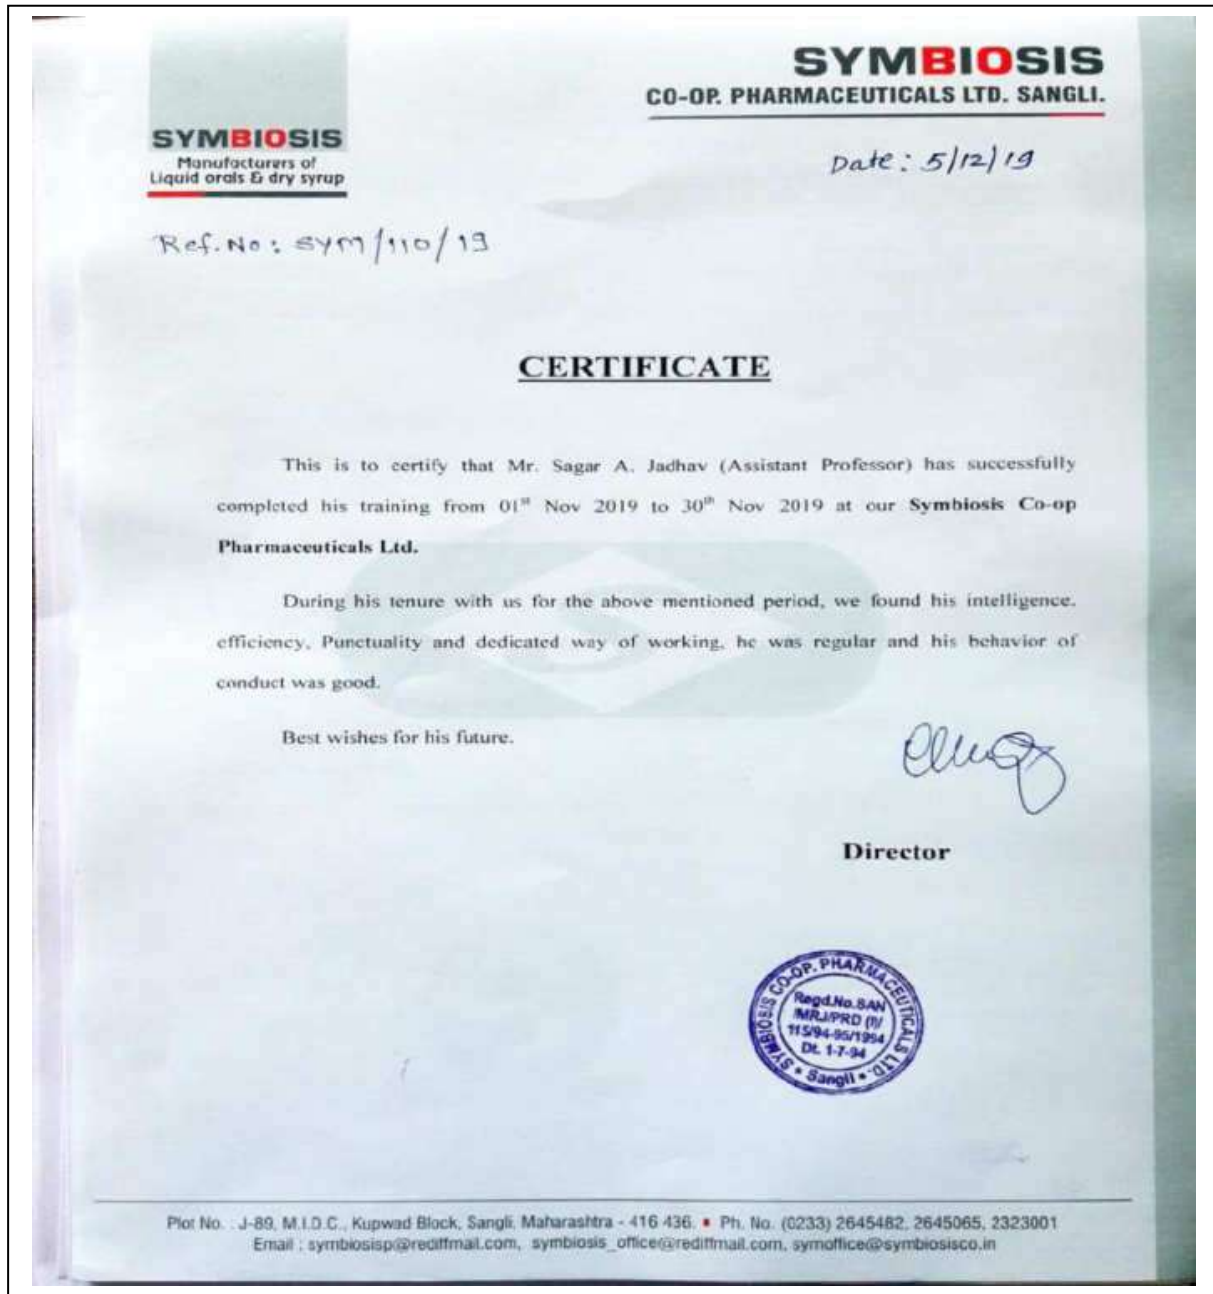 SYMBIOSIS
CO-OP. PHARMACEUTICALS LTD. SANGLI.
SYMBIOSIS
Manufacturers of
Liquid orals & dry syrup
Date: 5/12/19
Ref. No: SYM/110/19
CERTIFICATE
This is to certify that Mr. Sagar A. Jadhav (Assistant Professor) has successfully
completed his training from 01st Nov 2019 to 30th Nov 2019 at our Symbiosis Co-op
Pharmaceuticals Ltd.
During his tenure with us for the above mentioned period, we found his intelligence,
efficiency, Punctuality and dedicated way of working, he was regular and his behavior of
conduct was good.
Best wishes for his future.
Director
SYMBIOSIS CO-OP. PHARMACEUTICALS LTD.
Regd.No.SAN
/MRJ/PRD (I)/
115/94-95/1994
Dt. 1-7-94
Sangli
Plot No. : J-89, M.I.D.C., Kupwad Block, Sangli, Maharashtra - 416 436. ▪ Ph. No. (0233) 2645482, 2645065, 2323001
Email : symbiosisp@rediffmail.com, symbiosis_office@rediffmail.com, symoffice@symbiosisco.in